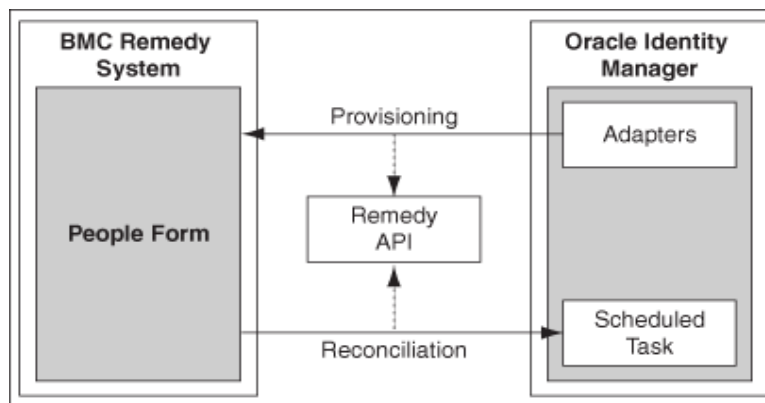 BMC Remedy
System
People Form
Provisioning
Remedy
API
Reconciliation
Oracle Identity
Manager
Adapters
Scheduled
Task